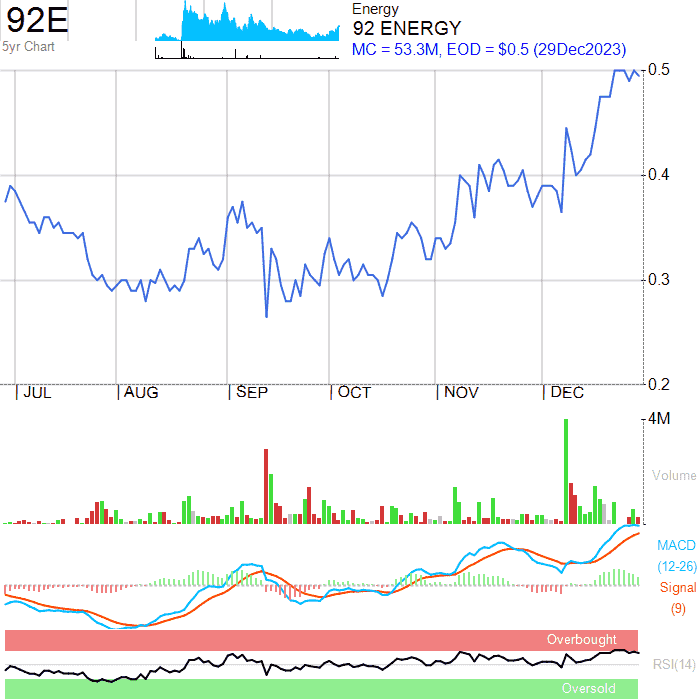 92E
5yr Chart
Energy
92 ENERGY
MC = 53.3M, EOD = $0.5 (29Dec2023)
0.5
0.4
0.3
0.2
| JUL | AUG | SEP | OCT | NOV | DEC
4M
Volume
MACD
(12-26)
Signal
(9)
Overbought
RSI(14)
Oversold